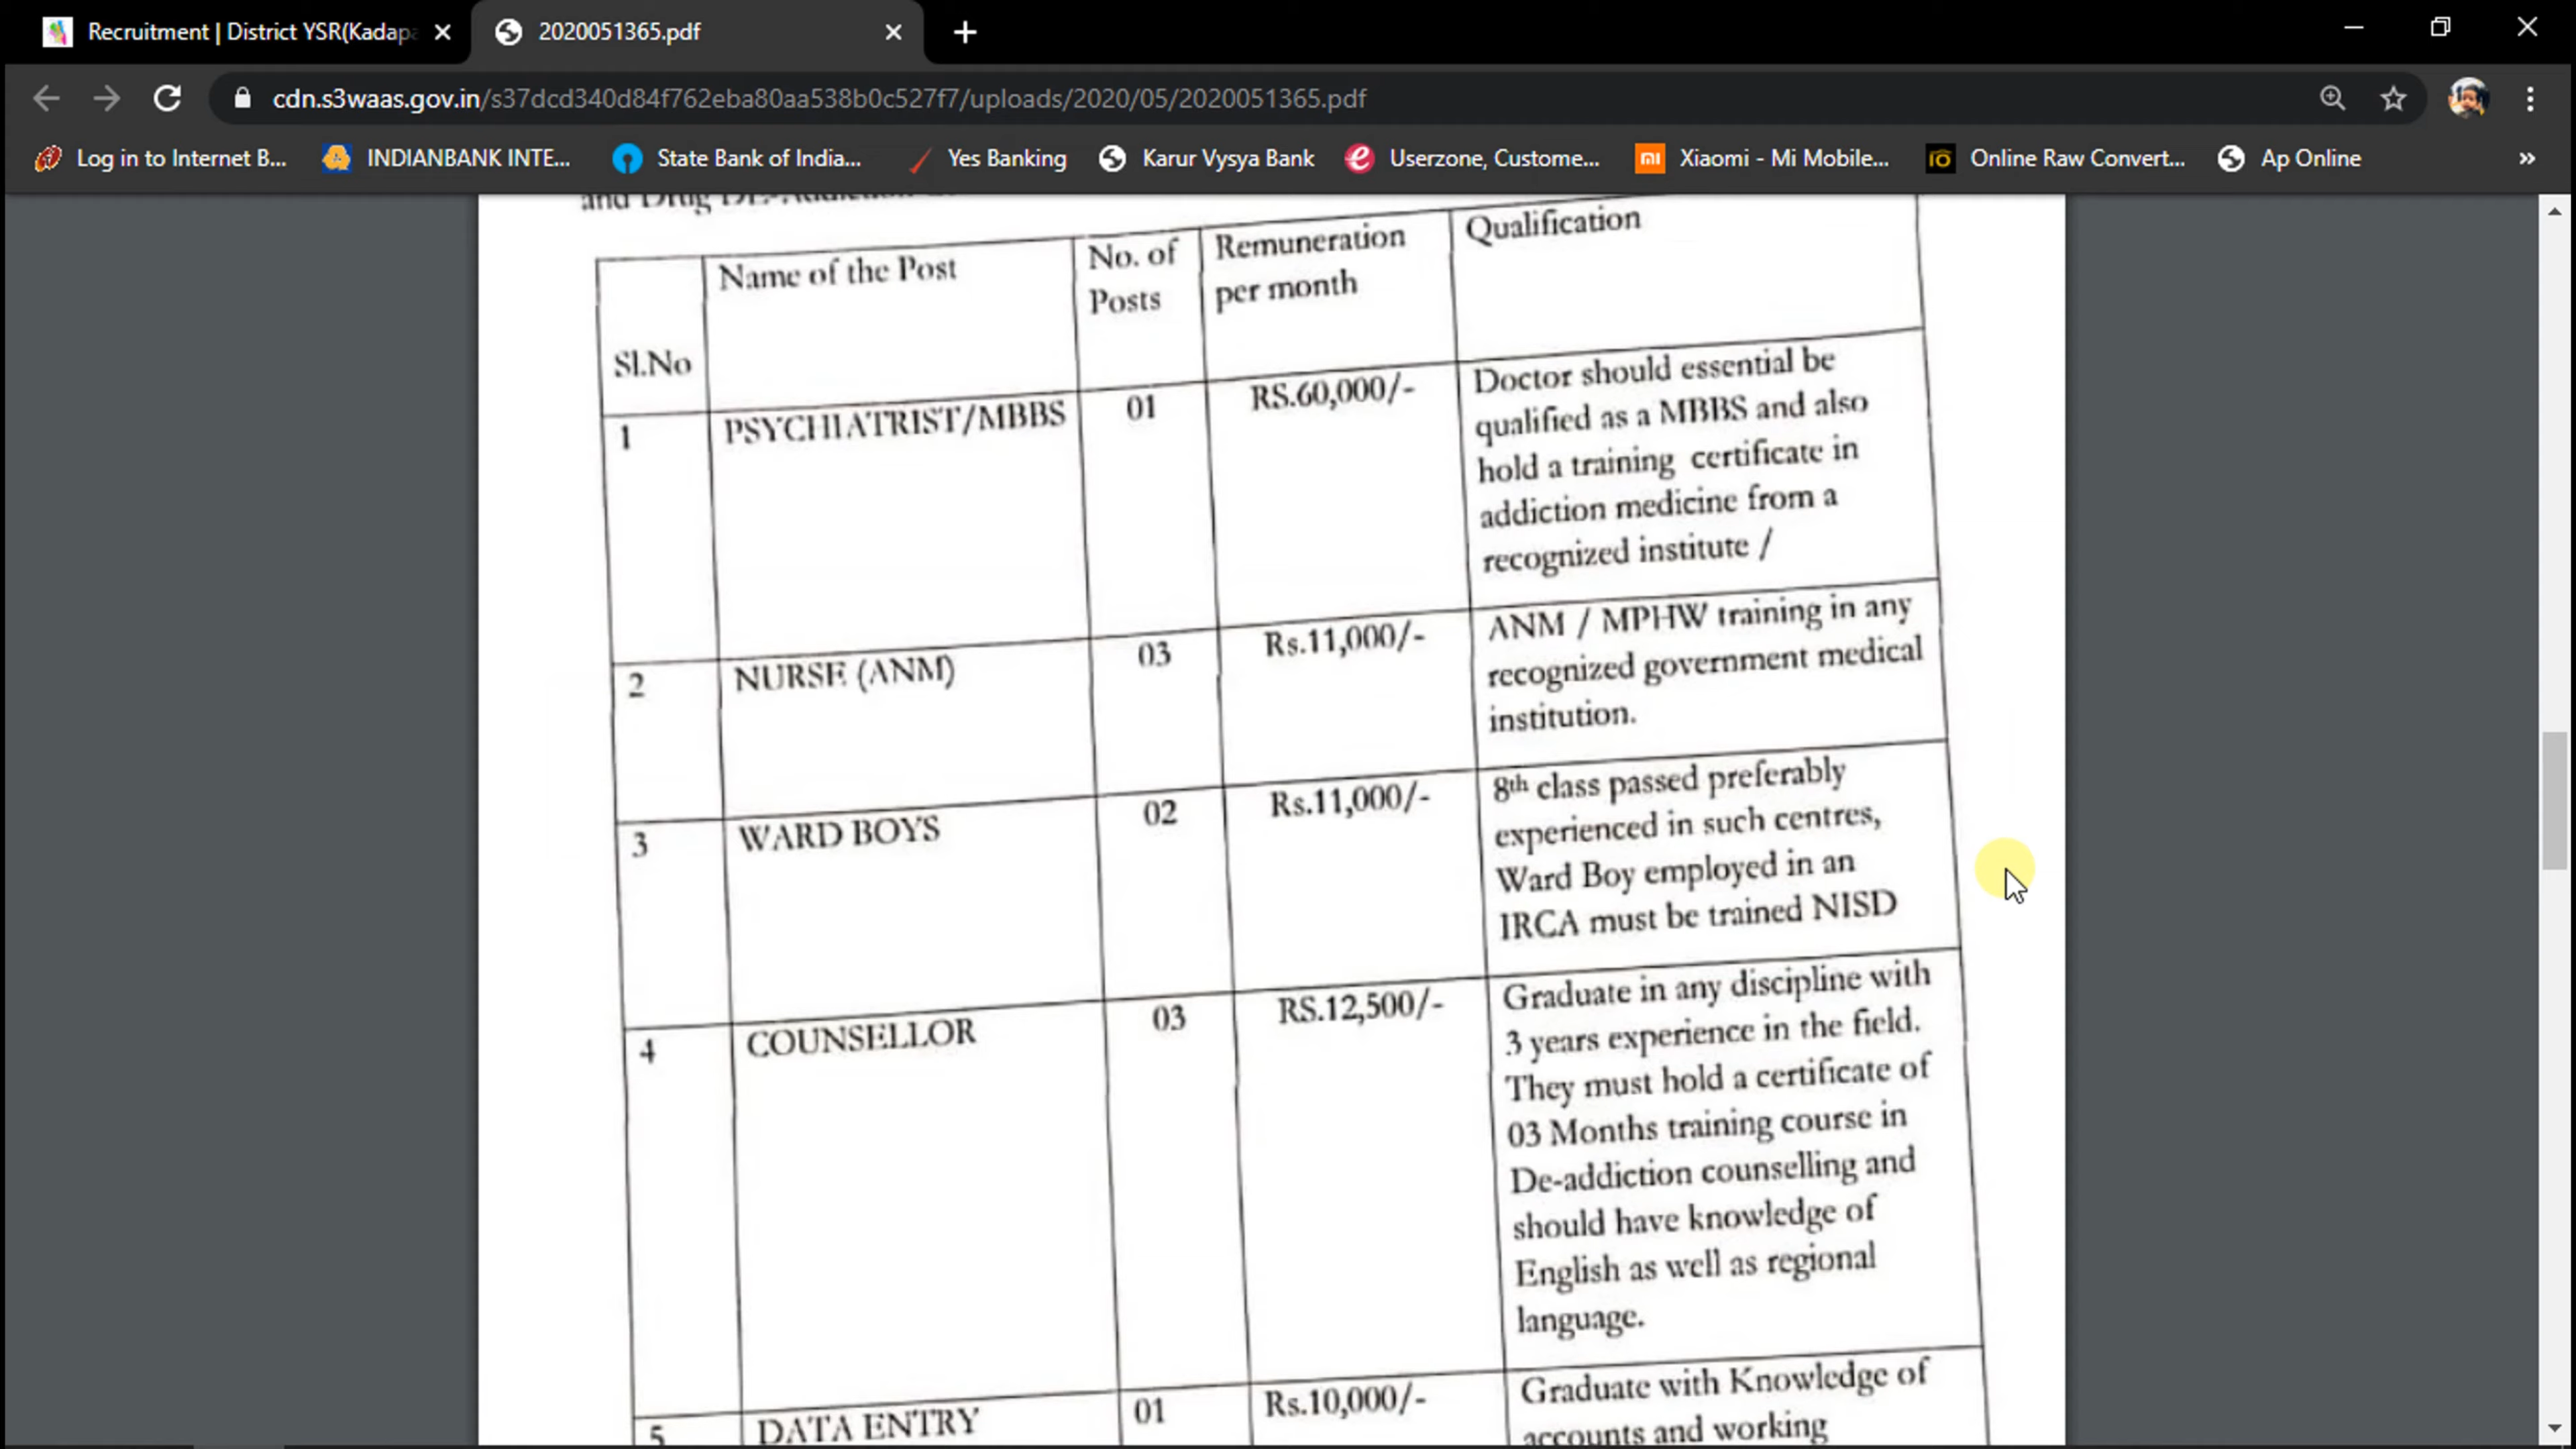 Recruitment | District YSR(Kadapa
2020051365.pdf
cdn.s3waas.gov.in/s37dcd340d84f762eba80aa538b0c527f7/uploads/2020/05/2020051365.pdf
Log in to Internet B... INDIANBANK INTE... State Bank of India... Yes Banking Karur Vysya Bank Userzone, Custome... Xiaomi - Mi Mobile... Online Raw Convert... Ap Online
and Drug
Sl.No
Name of the Post
No. of
Posts
Remuneration
per month
Qualification
1
PSYCHIATRIST/MBBS
01
RS.60,000/-
Doctor should essential be
qualified as a MBBS and also
hold a training certificate in
addiction medicine from a
recognized institute /
2
NURSE (ANM)
03
Rs.11,000/-
ANM / MPHW training in any
recognized government medical
institution.
3
WARD BOYS
02
Rs.11,000/-
8th class passed preferably
experienced in such centres,
Ward Boy employed in an
IRCA must be trained NISD
4
COUNSELLOR
03
RS.12,500/-
Graduate in any discipline with
3 years experience in the field.
They must hold a certificate of
03 Months training course in
De-addiction counselling and
should have knowledge of
English as well as regional
language.
5
DATA ENTRY
01
Rs.10,000/-
Graduate with Knowledge of
accounts and working